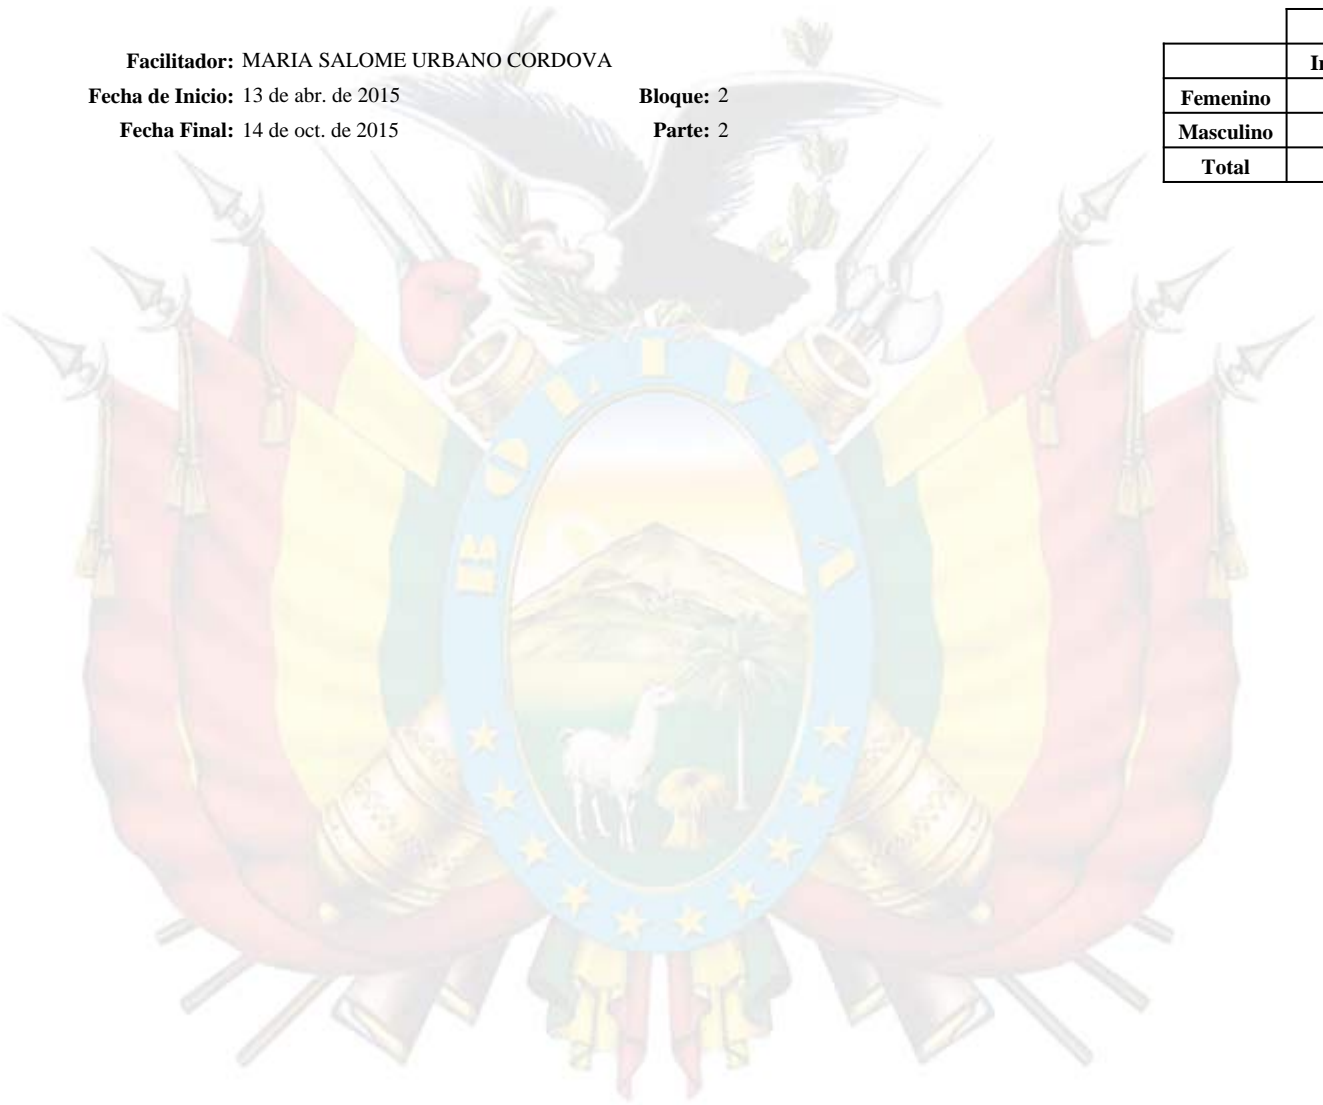 Facilitador: MARIA SALOME URBANO CORDOVA
Fecha de Inicio: 13 de abr. de 2015 Bloque: 2
Fecha Final: 14 de oct. de 2015 Parte: 2
Femenino
Masculino
Total
BOLIVIA